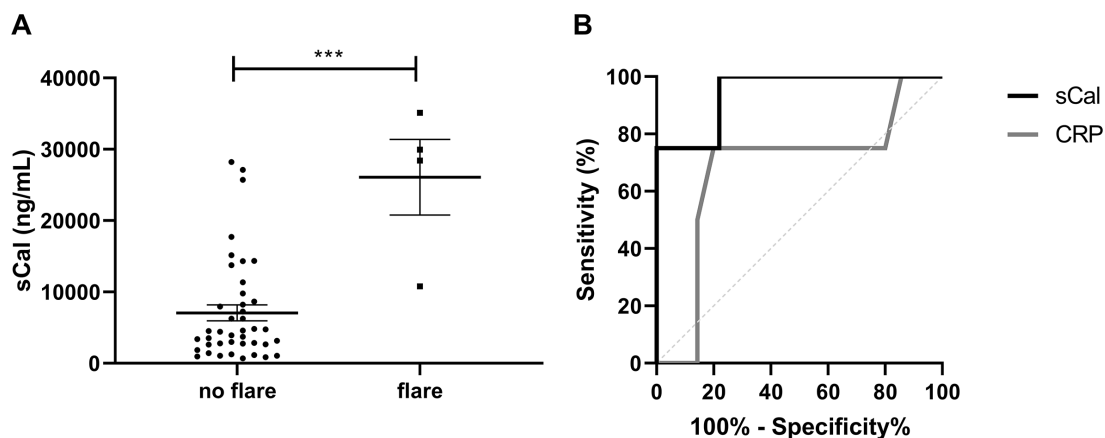 A
***
sCal (ng/mL)
40000
30000
20000
10000
0
no flare
flare
B
Sensitivity (%)
100
80
60
40
20
0
0 20 40 60 80 100
100% - Specificity%
sCal
CRP